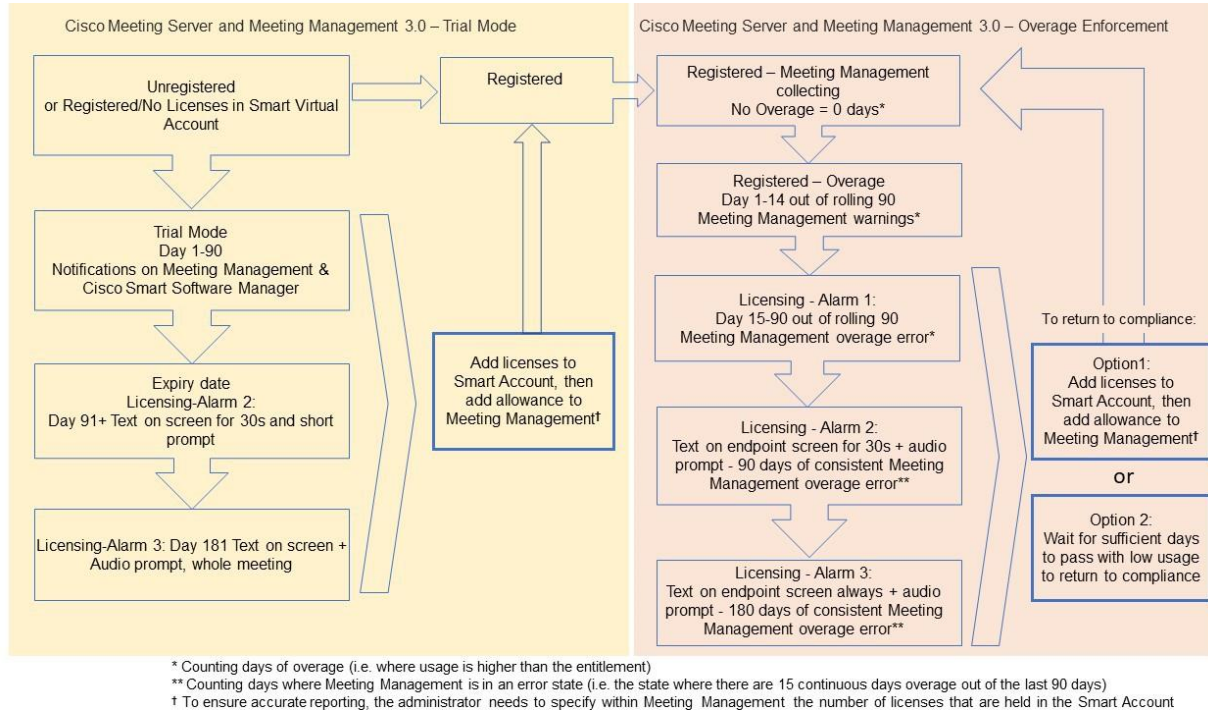 Cisco Meeting Server and Meeting Management 3.0 – Trial Mode
Unregistered
or Registered/No Licenses in Smart Virtual
Account
Registered
Trial Mode
Day 1-90
Notifications on Meeting Management &
Cisco Smart Software Manager
Expiry date
Licensing-Alarm 2:
Day 91+ Text on screen for 30s and short
prompt
Licensing-Alarm 3: Day 181 Text on screen +
Audio prompt, whole meeting
Add licenses to
Smart Account, then
add allowance to
Meeting Management†
Cisco Meeting Server and Meeting Management 3.0 – Overage Enforcement
Registered – Meeting Management
collecting
No Overage = 0 days*
Registered – Overage
Day 1-14 out of rolling 90
Meeting Management warnings*
Licensing - Alarm 1:
Day 15-90 out of rolling 90
Meeting Management overage error*
Licensing - Alarm 2:
Text on endpoint screen for 30s + audio
prompt - 90 days of consistent Meeting
Management overage error**
Licensing - Alarm 3:
Text on endpoint screen always + audio
prompt - 180 days of consistent Meeting
Management overage error**
To return to compliance:
Option1:
Add licenses to
Smart Account, then
add allowance to
Meeting Management†
or
Option 2:
Wait for sufficient days
to pass with low usage
to return to compliance
* Counting days of overage (i.e. where usage is higher than the entitlement)
** Counting days where Meeting Management is in an error state (i.e. the state where there are 15 continuous days overage out of the last 90 days)
† To ensure accurate reporting, the administrator needs to specify within Meeting Management the number of licenses that are held in the Smart Account